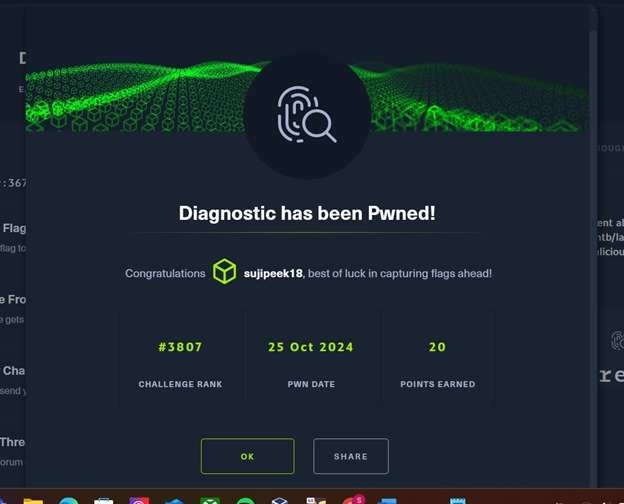 Diagnostic has been Pwned!
Congratulations sujipeek18, best of luck in capturing flags ahead!
#3807 25 Oct 2024 20
CHALLENGE RANK PWN DATE POINTS EARNED
OK SHARE